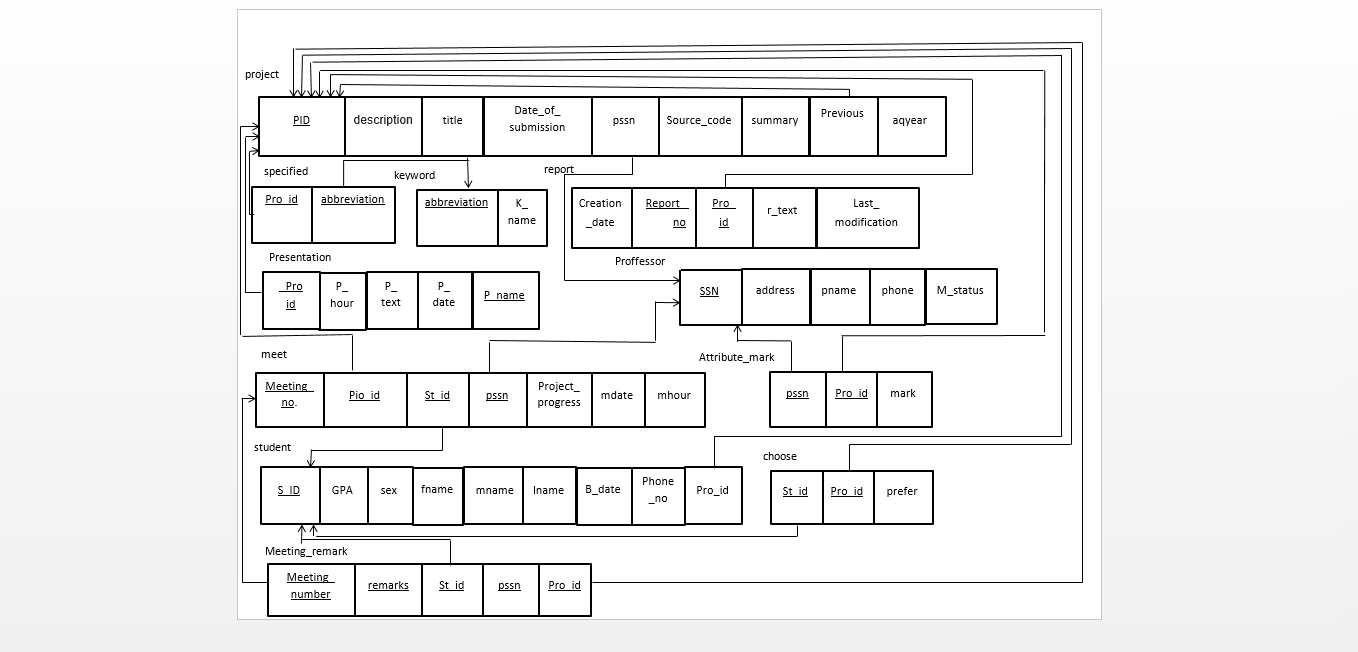 project
PID
description
title
Date_of_
submission
pssn
Source_code
summary
Previous
aqyear
specified
keyword
report
Pro_id
abbreviation
abbreviation
K_
name
Creation
_date
Report_
no
Pro_
id
r_text
Last_
modification
Presentation
Proffessor
_Pro
id
P_
hour
P_
text
P_
date
P_name
SSN
address
pname
phone
M_status
meet
Attribute_mark
Meeting_
no.
Pio_id
St_id
pssn
Project_
progress
mdate
mhour
pssn
Pro_id
mark
student
choose
S_ID
GPA
sex
fname
mname
lname
B_date
Phone
_no
Pro_id
St_id
Pro_id
prefer
Meeting_remark
Meeting_
number
remarks
St_id
pssn
Pro_id